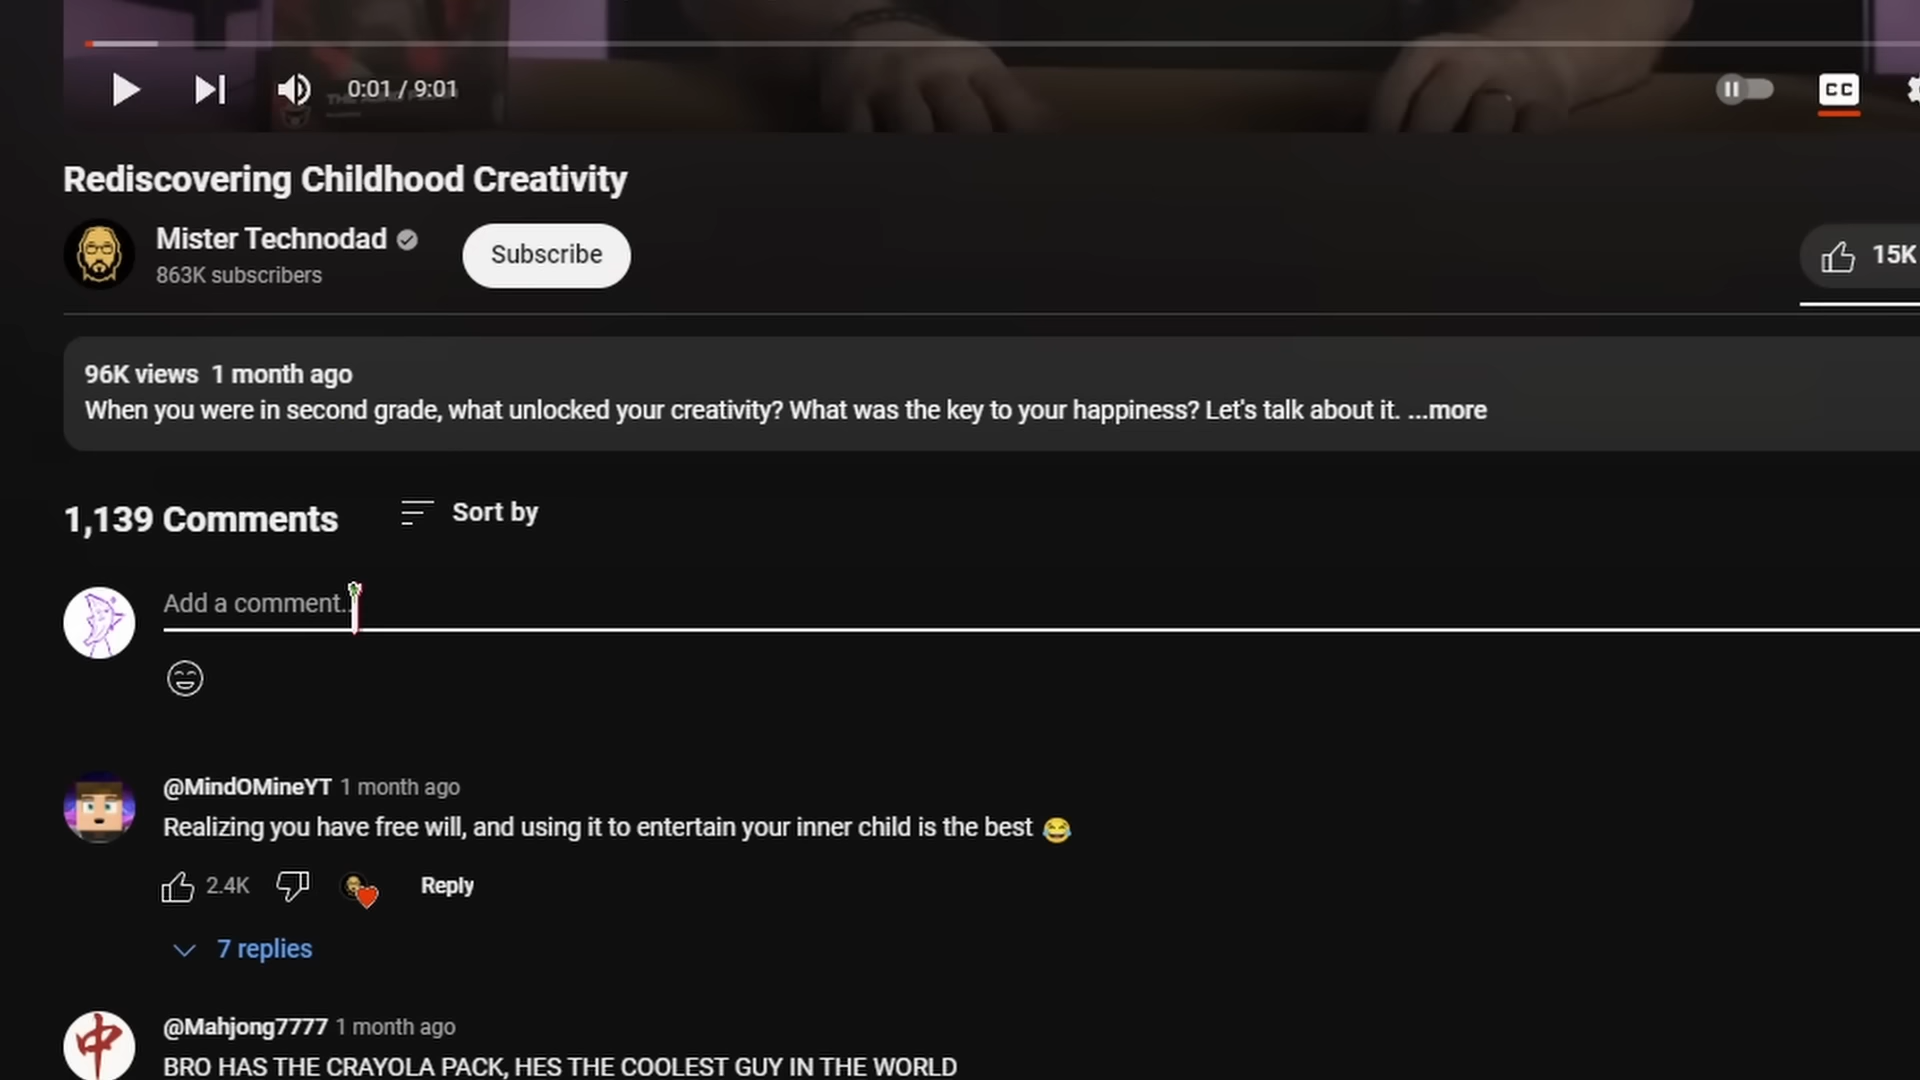 0:01 / 9:01
CC
Rediscovering Childhood Creativity
Mister Technodad
Subscribe
863K subscribers
15K
96K views 1 month ago
When you were in second grade, what unlocked your creativity? What was the key to your happiness? Let's talk about it. ...more
1,139 Comments
Sort by
Add a comment...
@MindOMineYT 1 month ago
Realizing you have free will, and using it to entertain your inner child is the best 😂
2.4K
Reply
7 replies
中
@Mahjong7777 1 month ago
BRO HAS THE CRAYOLA PACK, HES THE COOLEST GUY IN THE WORLD